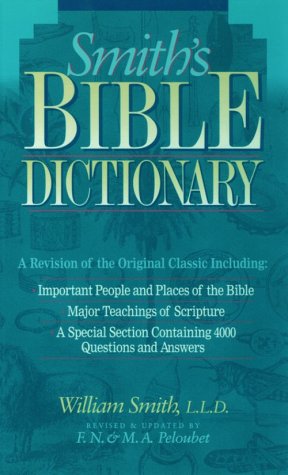 Smith's
BIBLE
DICTIONARY
A Revision of the Original Classic Including:
Important People and Places of the Bible
Major Teachings of Scripture
A Special Section Containing 4000
Questions and Answers
William Smith, L.L.D.
REVISED & UPDATED BY
F. N. & M. A. Peloubet